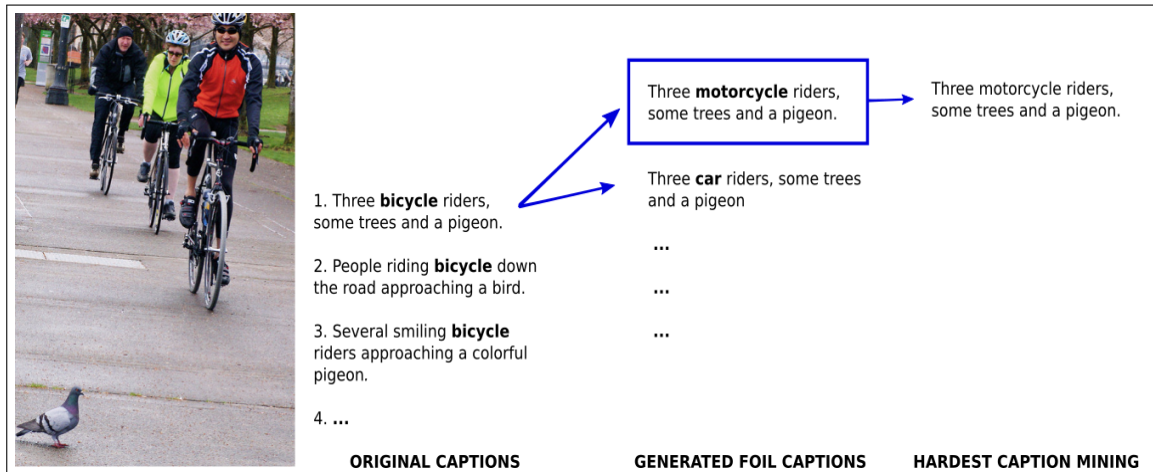 1. Three bicycle riders,
some trees and a pigeon.
2. People riding bicycle down
the road approaching a bird.
3. Several smiling bicycle
riders approaching a colorful
pigeon.
4. ...
ORIGINAL CAPTIONS
Three motorcycle riders,
some trees and a pigeon.
Three car riders, some trees
and a pigeon
...
...
...
GENERATED FOIL CAPTIONS
Three motorcycle riders,
some trees and a pigeon.
HARDEST CAPTION MINING